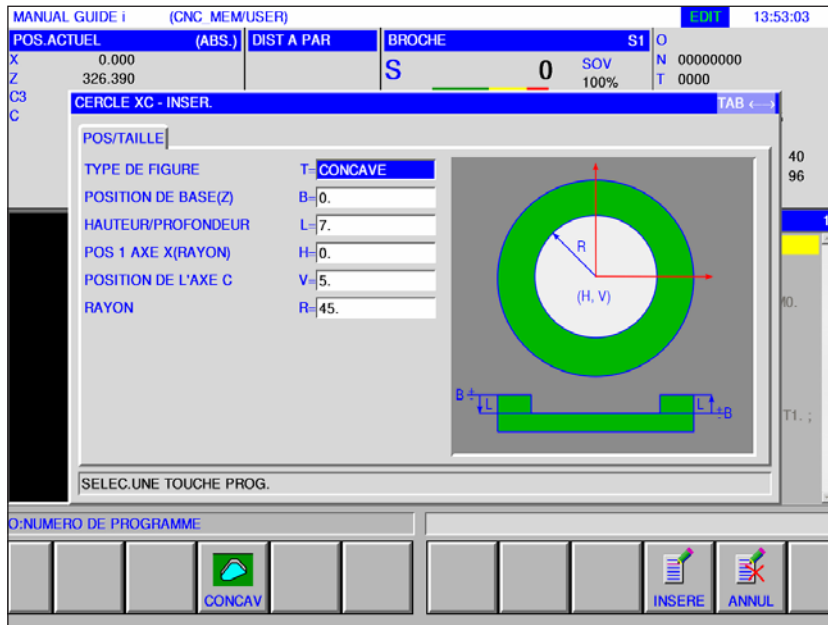 MANUAL GUIDE i (CNC_MEM/USER) EDIT 13:53:03
POS.ACTUEL (ABS.) DIST A PAR BROCHE S1 O
X 0.000 N 00000000
Z 326.390 S 0 SOV 100% T 0000
C3
C
CERCLE XC - INSER. TAB ←→
POS/TAILLE
TYPE DE FIGURE T= CONCAVE
POSITION DE BASE(Z) B= 0.
HAUTEUR/PROFONDEUR L= 7.
POS 1 AXE X(RAYON) H= 0.
POSITION DE L'AXE C V= 5.
RAYON R= 45.
R
(H, V)
B ± L L ±B
40
96
1
M0.
T1. ;
SELEC.UNE TOUCHE PROG.
O:NUMERO DE PROGRAMME
CONCAV INSERE ANNUL